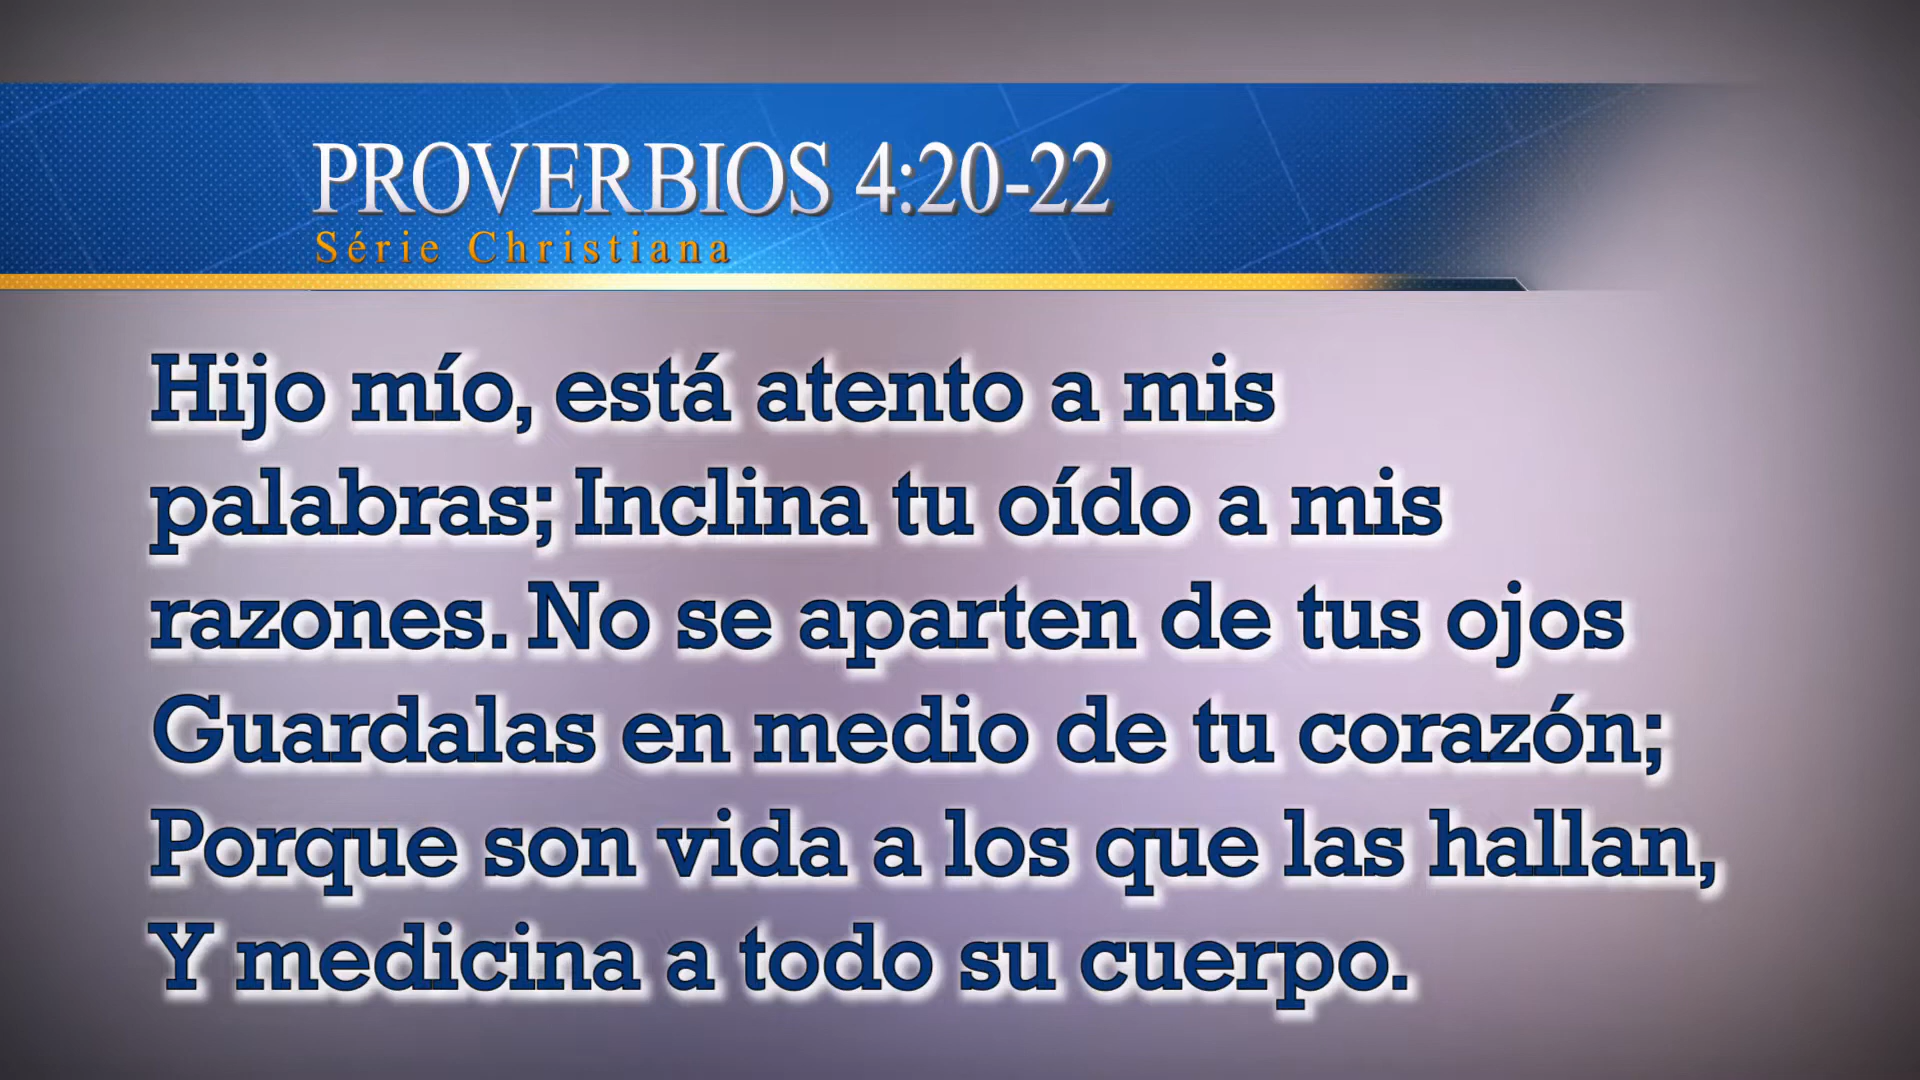 PROVERBIOS 4:20-22
Série Christiana
Hijo mío, está atento a mis
palabras; Inclina tu oído a mis
razones. No se aparten de tus ojos
Guardalas en medio de tu corazón;
Porque son vida a los que las hallan,
Y medicina a todo su cuerpo.